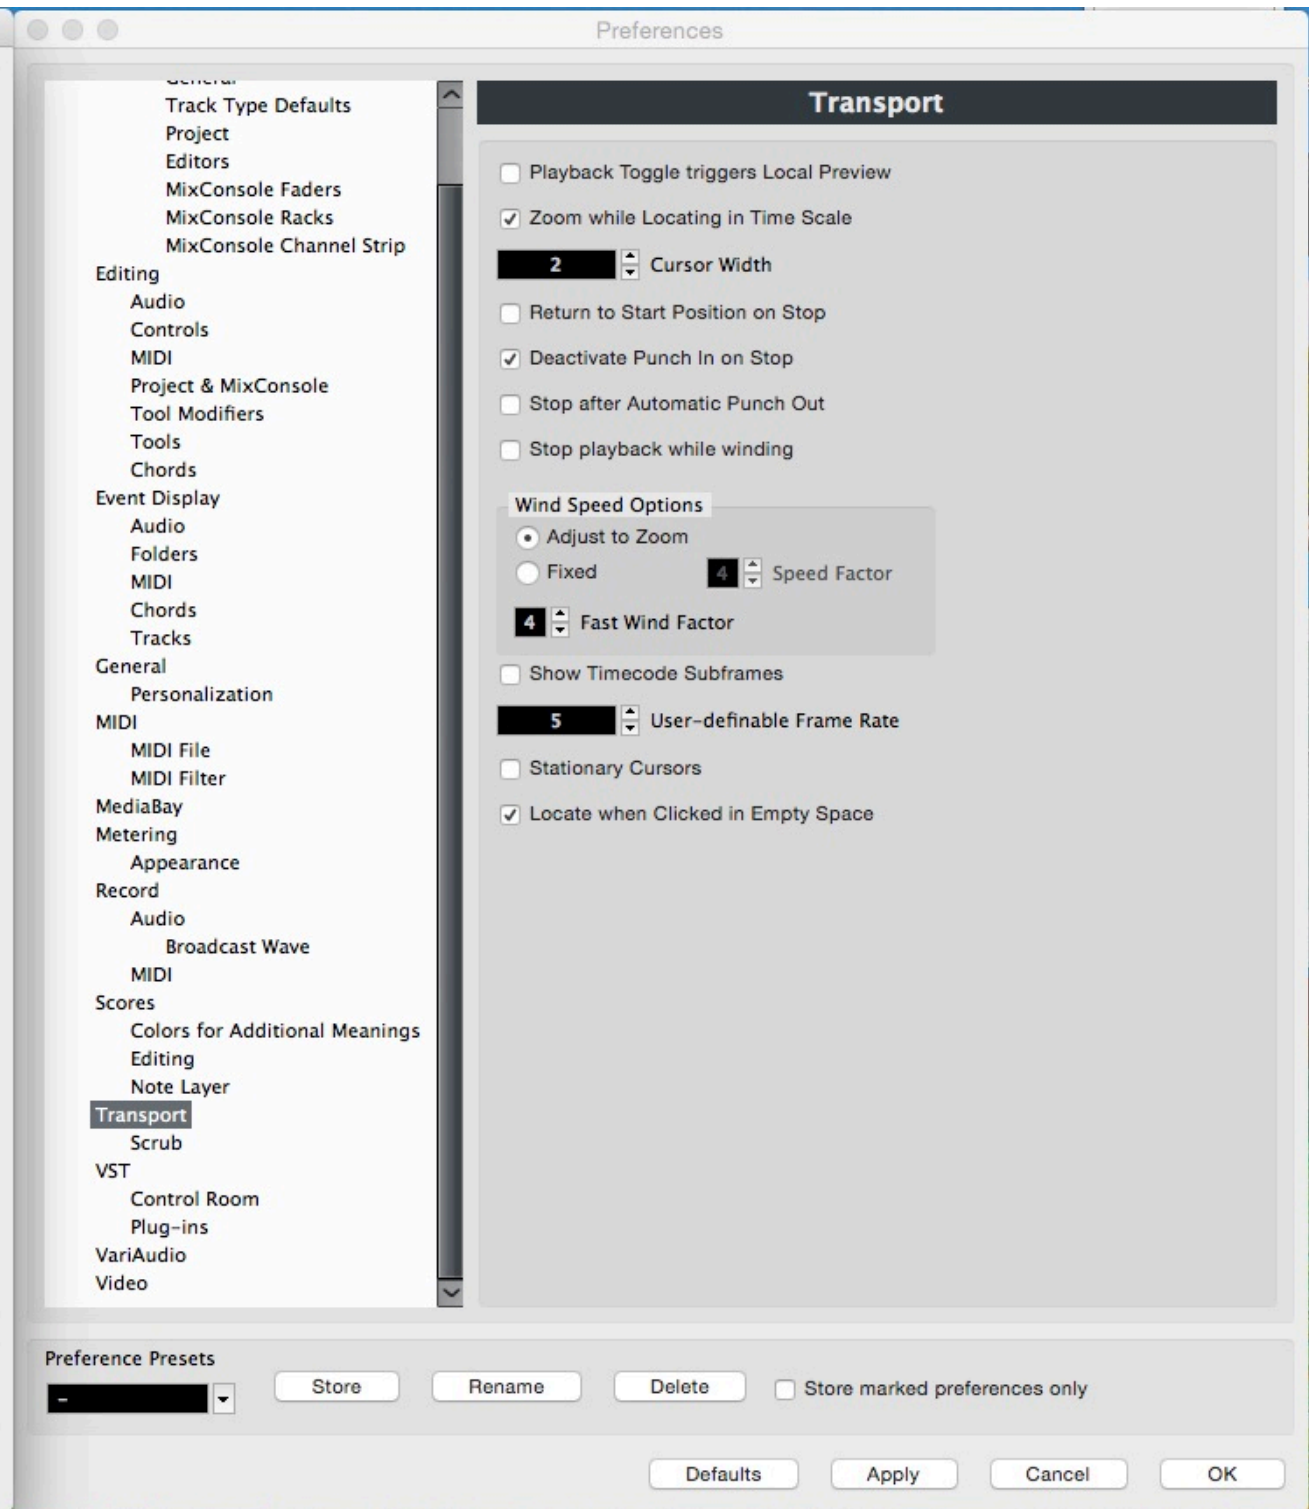 Preferences
General
Track Type Defaults
Project
Editors
MixConsole Faders
MixConsole Racks
MixConsole Channel Strip
Editing
Audio
Controls
MIDI
Project & MixConsole
Tool Modifiers
Tools
Chords
Event Display
Audio
Folders
MIDI
Chords
Tracks
General
Personalization
MIDI
MIDI File
MIDI Filter
MediaBay
Metering
Appearance
Record
Audio
Broadcast Wave
MIDI
Scores
Colors for Additional Meanings
Editing
Note Layer
Transport
Scrub
VST
Control Room
Plug-ins
VariAudio
Video
Transport
Playback Toggle triggers Local Preview
Zoom while Locating in Time Scale
2 Cursor Width
Return to Start Position on Stop
Deactivate Punch In on Stop
Stop after Automatic Punch Out
Stop playback while winding
Wind Speed Options
Adjust to Zoom
Fixed 4 Speed Factor
4 Fast Wind Factor
Show Timecode Subframes
5 User-definable Frame Rate
Stationary Cursors
Locate when Clicked in Empty Space
Preference Presets
- Store Rename Delete Store marked preferences only
Defaults Apply Cancel OK